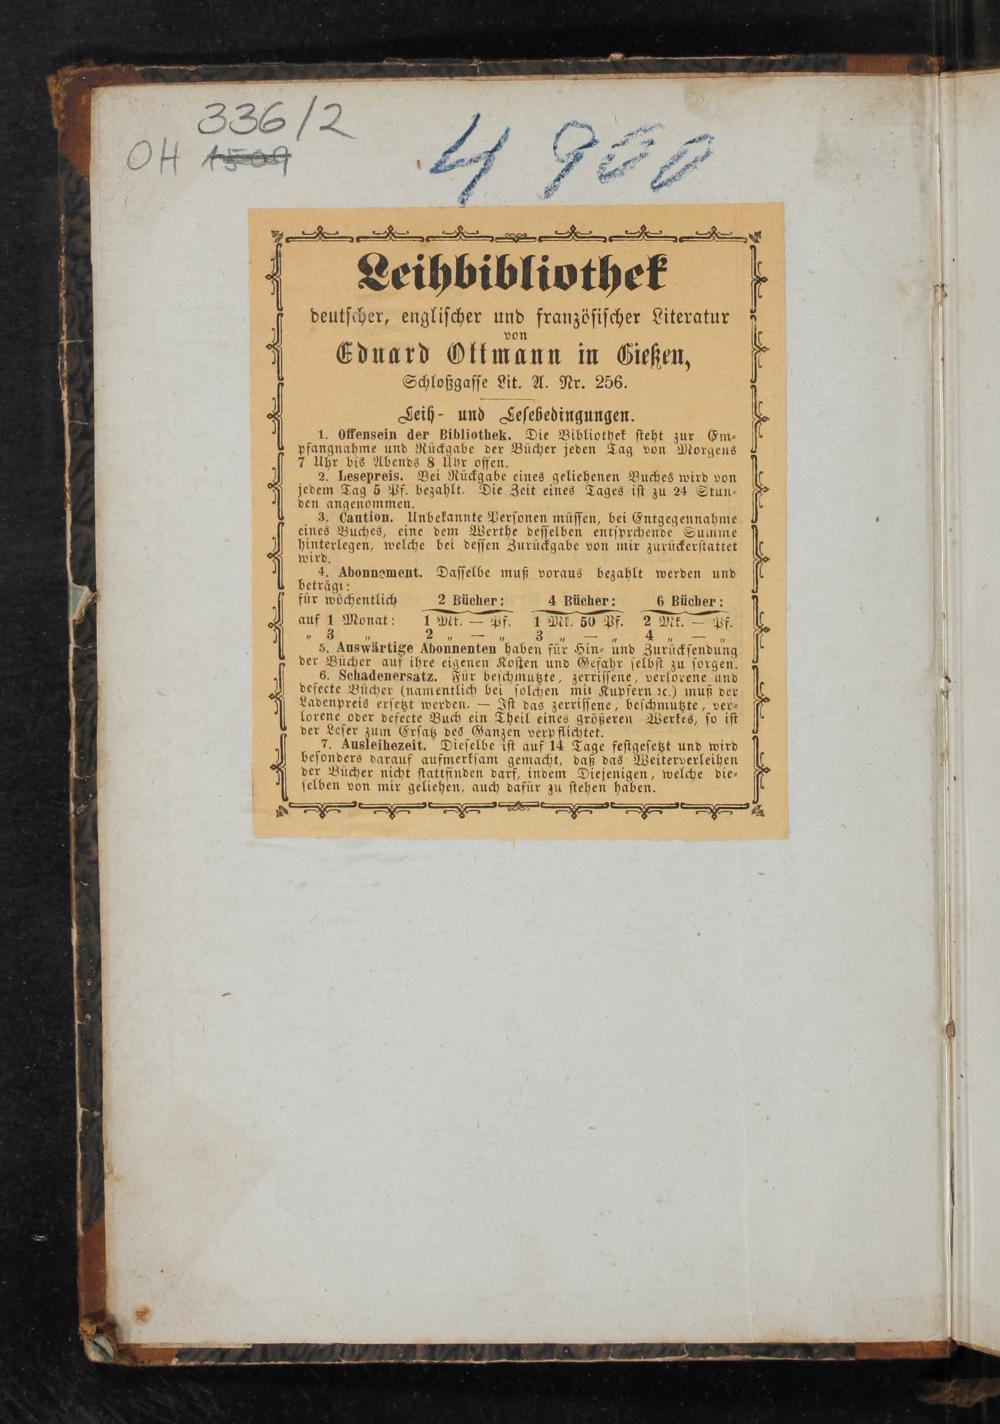 336/2
OH 1509
4900
Leihbibliothek
deutscher, englischer und französischer Literatur
von
Eduard Ottmann in Gießen,
Schloßgasse Lit. A. Nr. 256.
Leih- und Lesebedingungen.
1. Offensein der Bibliothek. Die Bibliothek steht zur Em-
pfangnahme und Rückgabe der Bücher jeden Tag von Morgens
7 Uhr bis Abends 8 Uhr offen.
2. Lesepreis. Bei Rückgabe eines geliehenen Buches wird von
jedem Tag 5 Pf. bezahlt. Die Zeit eines Tages ist zu 24 Stun-
den angenommen.
3. Caution. Unbekannte Personen müssen, bei Entgegennahme
eines Buches, eine dem Werthe desselben entsprchende Summe
hinterlegen, welche bei dessen Zurückgabe von mir zurückerstattet
wird.
4. Abonnement. Dasselbe muß voraus bezahlt werden und
beträgt:
für wöchentlich 2 Bücher: 4 Bücher: 6 Bücher:
auf 1 Monat: 1 Mk. — Pf. 1 Mk. 50 Pf. 2 Mk. — Pf.
„ 3 „ 2 „ — „ 3 „ — „ 4 „ — „
5. Auswärtige Abonnenten haben für Hin- und Zurücksendung
der Bücher auf ihre eigenen Kosten und Gefahr selbst zu sorgen.
6. Schadenersatz. Für beschmutzte, zerrissene, verlorene und
defecte Bücher (namentlich bei solchen mit Kupfern ꝛc.) muß der
Ladenpreis ersetzt werden. — Ist das zerrissene, beschmutzte, ver-
lorene oder defecte Buch ein Theil eines größeren Werkes, so ist
der Leser zum Ersatz des Ganzen verpflichtet.
7. Ausleihezeit. Dieselbe ist auf 14 Tage festgesetzt und wird
besonders darauf aufmerksam gemacht, daß das Weiterverleihen
der Bücher nicht stattfinden darf, indem Diejenigen, welche die-
selben von mir geliehen, auch dafür zu stehen haben.